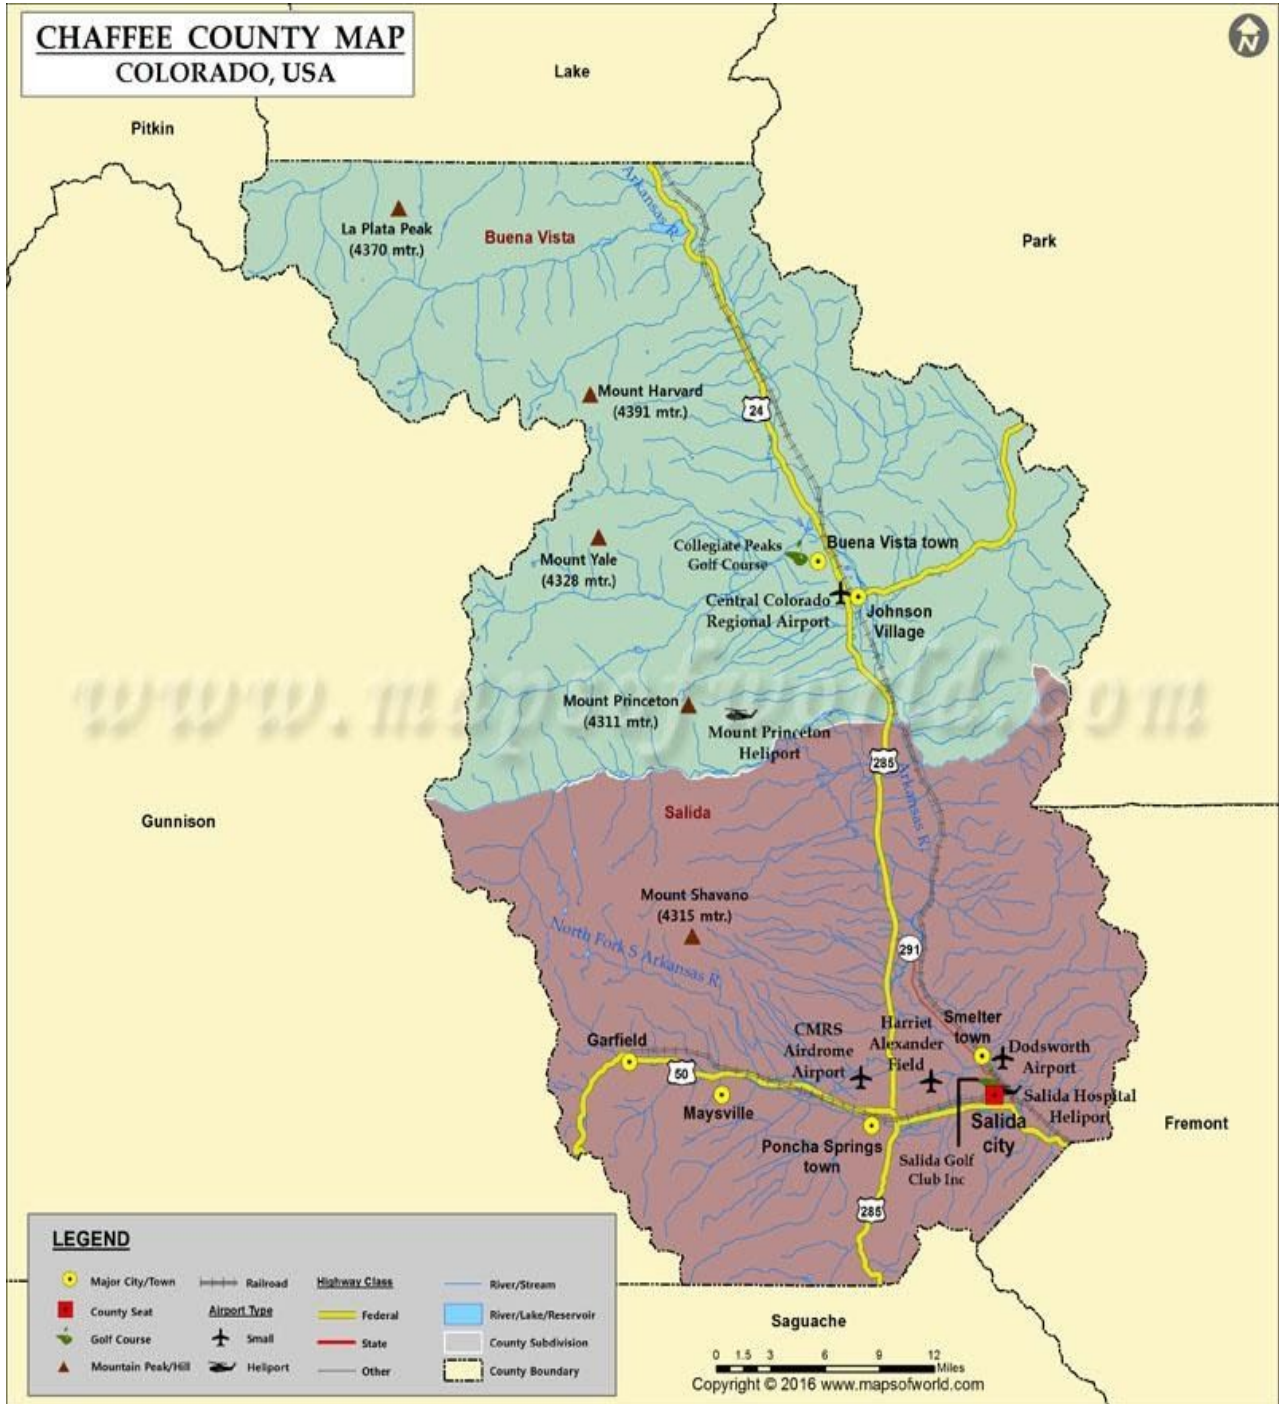 CHAFFEE COUNTY MAP
COLORADO, USA
N
Lake
Pitkin
Park
Arkansas R.
La Plata Peak
(4370 mtr.)
Buena Vista
Mount Harvard
(4391 mtr.)
24
Collegiate Peaks
Golf Course
Buena Vista town
Mount Yale
(4328 mtr.)
Central Colorado
Regional Airport
Johnson
Village
www.mapsofworld.com
Mount Princeton
(4311 mtr.)
Mount Princeton
Heliport
285
Arkansas R.
Salida
Gunnison
Mount Shavano
(4315 mtr.)
North Fork S Arkansas R.
291
Smelter
town
Harriet
Alexander
Field
CMRS
Airdrome
Airport
Dodsworth
Airport
Garfield
50
Maysville
Salida Hospital
Heliport
Salida
city
Fremont
Poncha Springs
town
Salida Golf
Club Inc
285
LEGEND
Major City/Town
County Seat
Golf Course
Mountain Peak/Hill
Railroad
Airport Type
Small
Heliport
Highway Class
Federal
State
Other
River/Stream
River/Lake/Reservoir
County Subdivision
County Boundary
Saguache
0 1.5 3 6 9 12
Miles
Copyright © 2016 www.mapsofworld.com